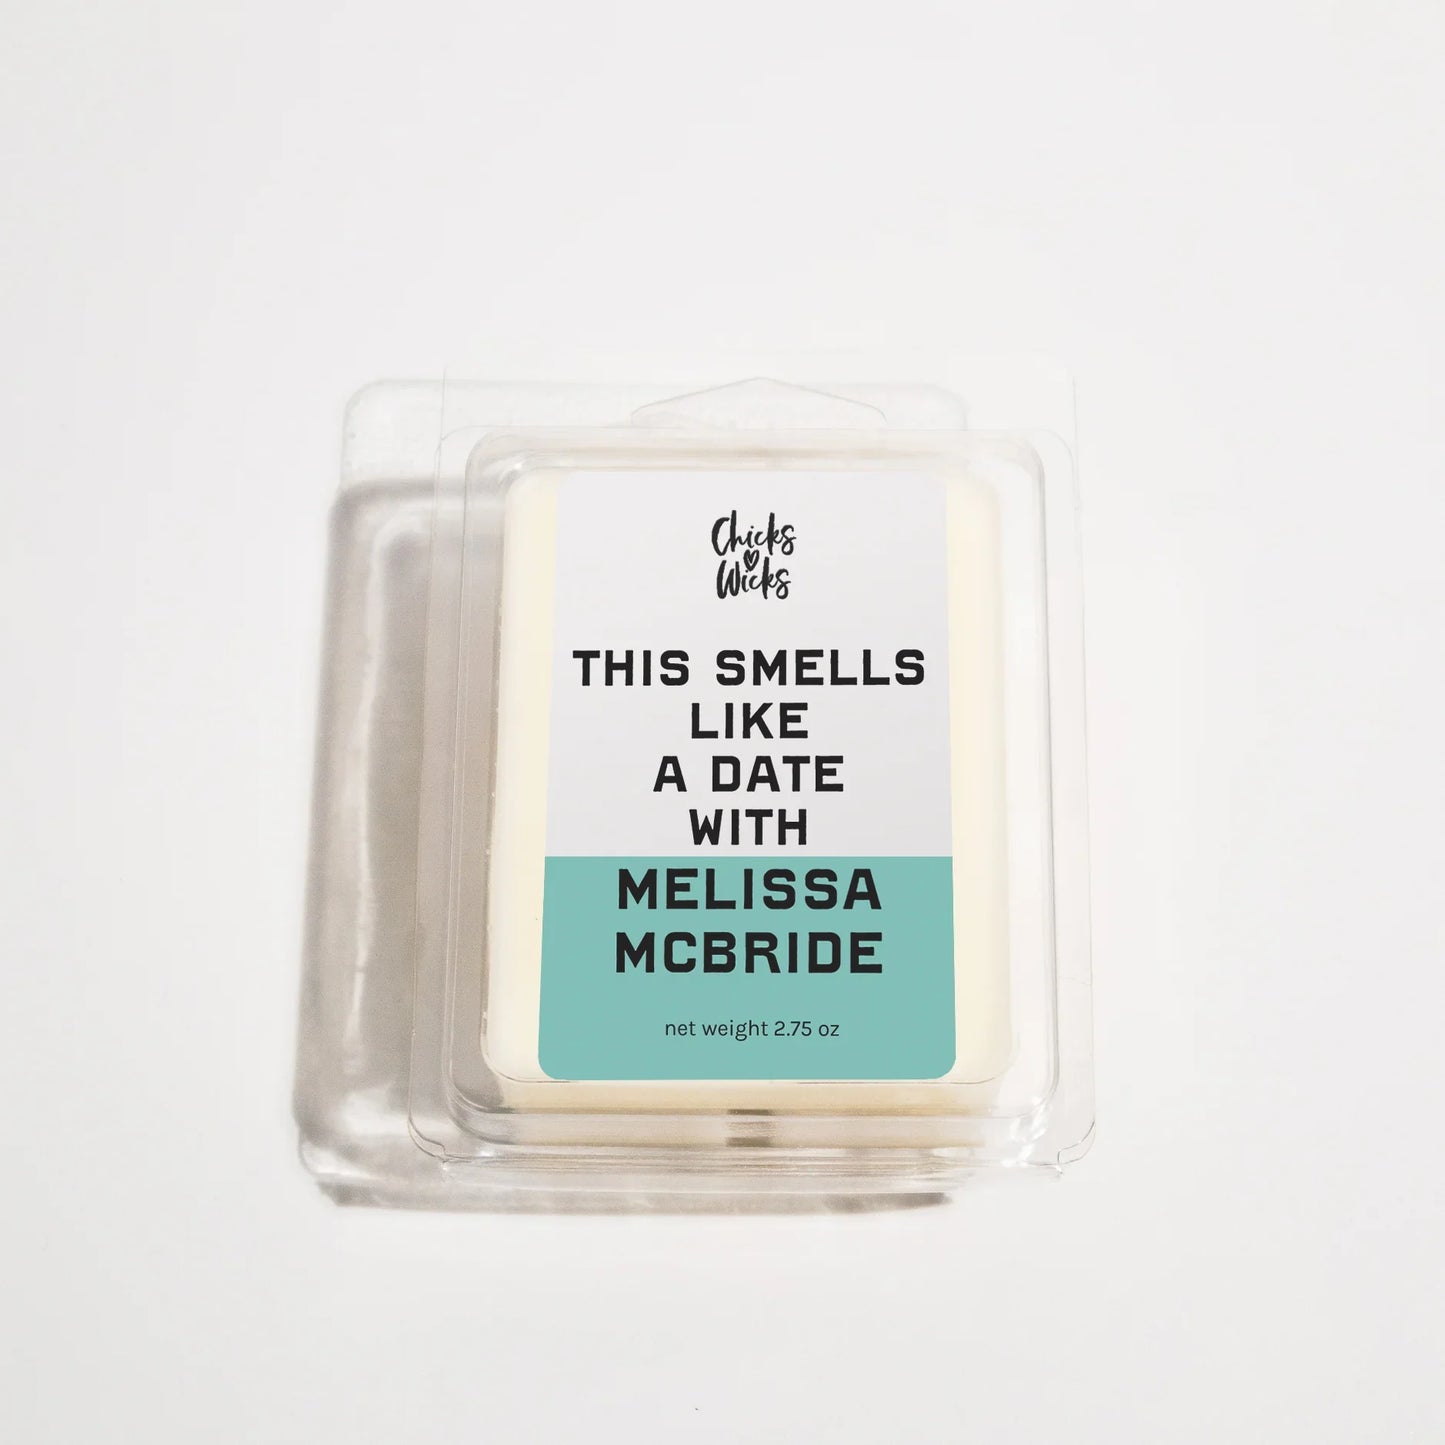 Chicks
Wicks
THIS SMELLS
LIKE
A DATE
WITH
MELISSA
MCBRIDE
net weight 2.75 oz